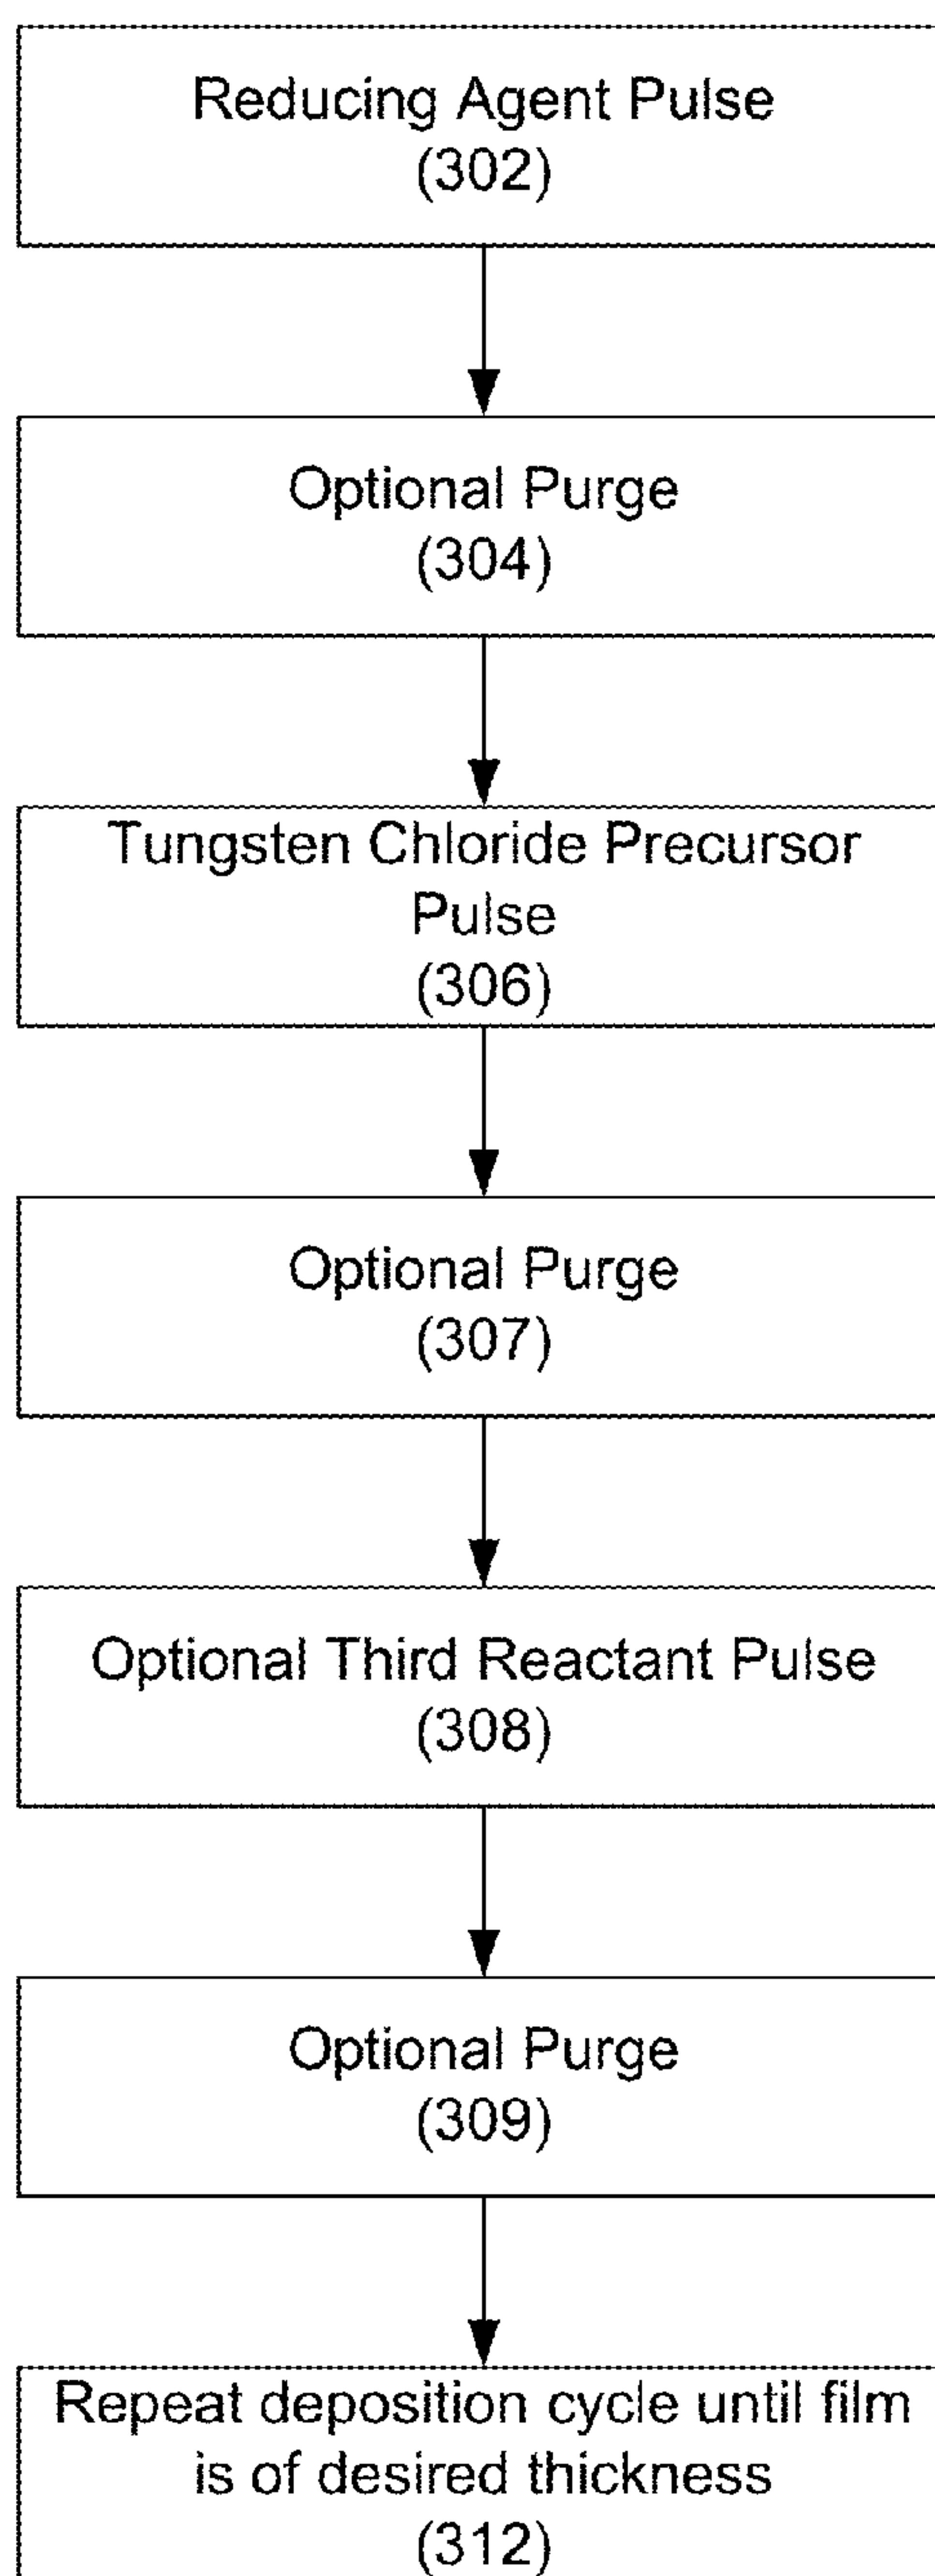 Reducing Agent Pulse
(302)
Optional Purge
(304)
Tungsten Chloride Precursor
Pulse
(306)
Optional Purge
(307)
Optional Third Reactant Pulse
(308)
Optional Purge
(309)
Repeat deposition cycle until film
is of desired thickness
(312)